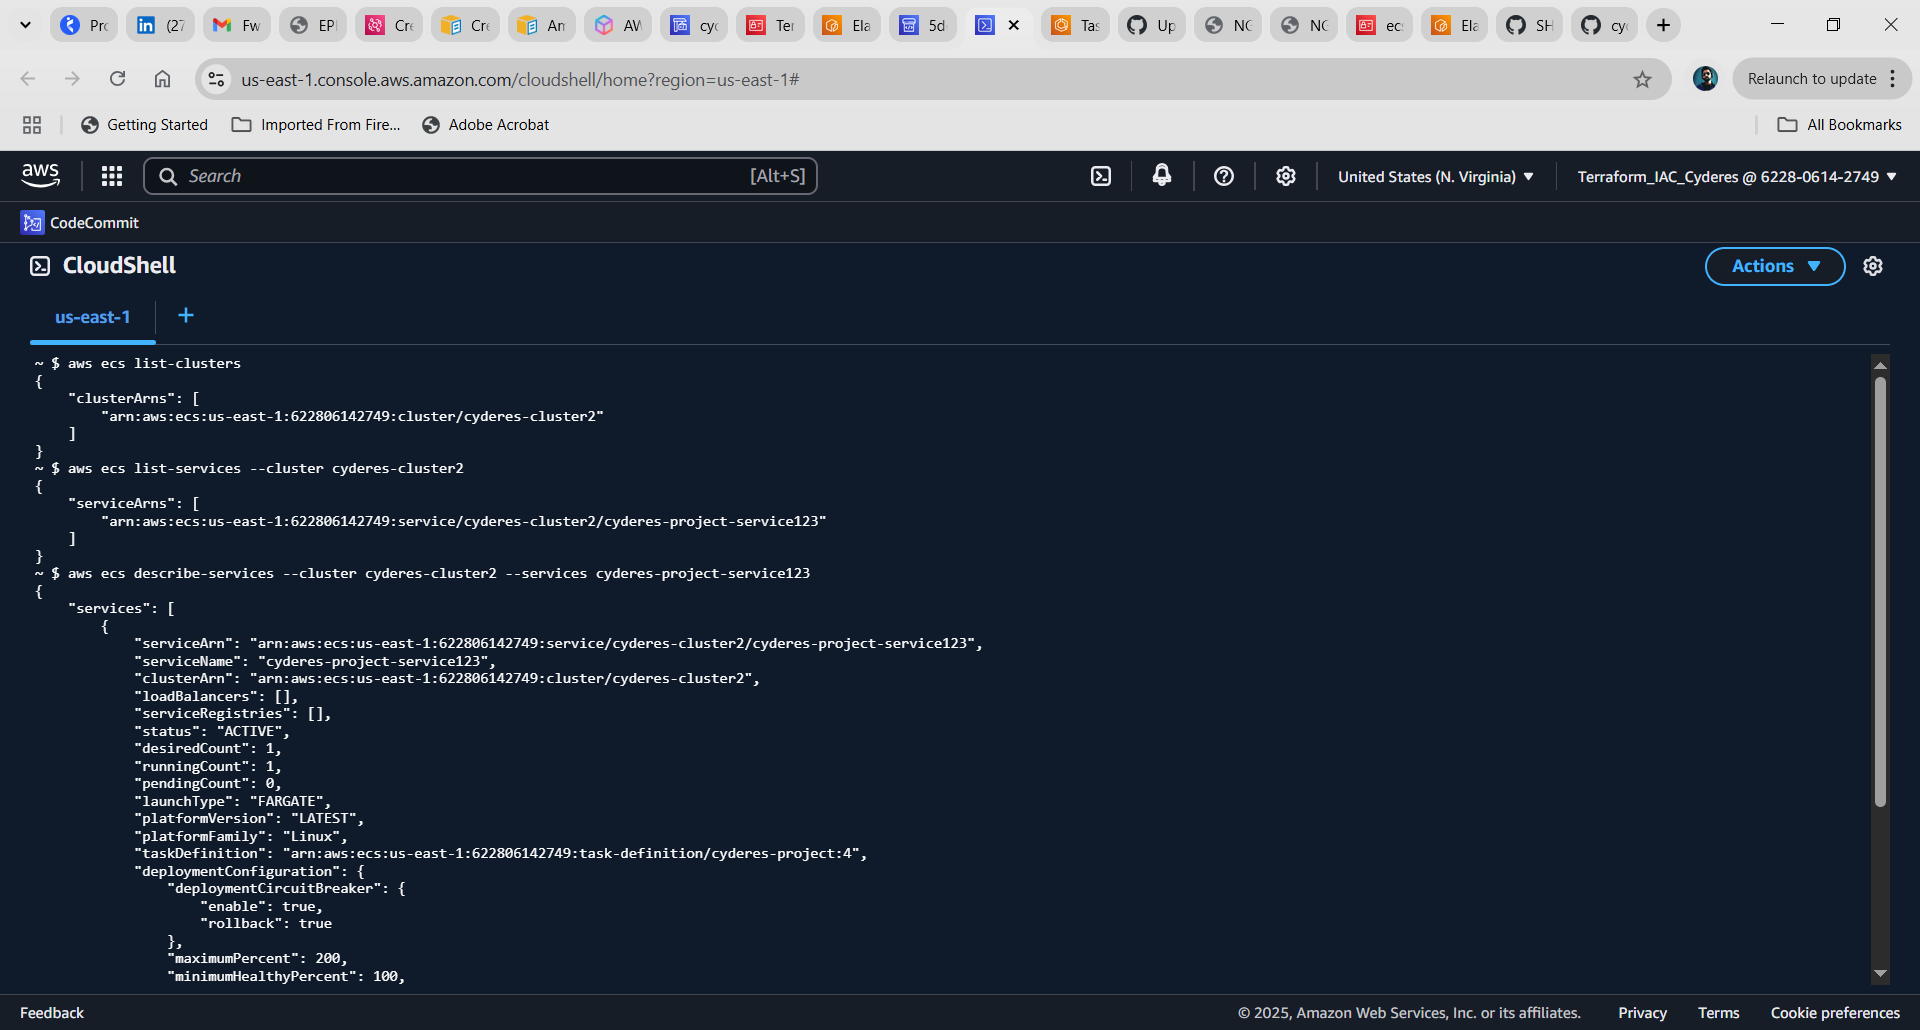 Pro
(27
Fw
EPI
Cre
Cre
Am
AW
cyd
Ter
Ela
5d
Tas
Up
NG
NG
ecs
Ela
SH
cyd
us-east-1.console.aws.amazon.com/cloudshell/home?region=us-east-1#
Relaunch to update
Getting Started
Imported From Fire...
Adobe Acrobat
All Bookmarks
aws
Search
[Alt+S]
United States (N. Virginia)
Terraform_IAC_Cyderes @ 6228-0614-2749
CodeCommit
CloudShell
Actions
us-east-1
~ $ aws ecs list-clusters
{
"clusterArns": [
"arn:aws:ecs:us-east-1:622806142749:cluster/cyderes-cluster2"
]
}
~ $ aws ecs list-services --cluster cyderes-cluster2
{
"serviceArns": [
"arn:aws:ecs:us-east-1:622806142749:service/cyderes-cluster2/cyderes-project-service123"
]
}
~ $ aws ecs describe-services --cluster cyderes-cluster2 --services cyderes-project-service123
{
"services": [
{
"serviceArn": "arn:aws:ecs:us-east-1:622806142749:service/cyderes-cluster2/cyderes-project-service123",
"serviceName": "cyderes-project-service123",
"clusterArn": "arn:aws:ecs:us-east-1:622806142749:cluster/cyderes-cluster2",
"loadBalancers": [],
"serviceRegistries": [],
"status": "ACTIVE",
"desiredCount": 1,
"runningCount": 1,
"pendingCount": 0,
"launchType": "FARGATE",
"platformVersion": "LATEST",
"platformFamily": "Linux",
"taskDefinition": "arn:aws:ecs:us-east-1:622806142749:task-definition/cyderes-project:4",
"deploymentConfiguration": {
"deploymentCircuitBreaker": {
"enable": true,
"rollback": true
},
"maximumPercent": 200,
"minimumHealthyPercent": 100,
Feedback
© 2025, Amazon Web Services, Inc. or its affiliates.
Privacy
Terms
Cookie preferences